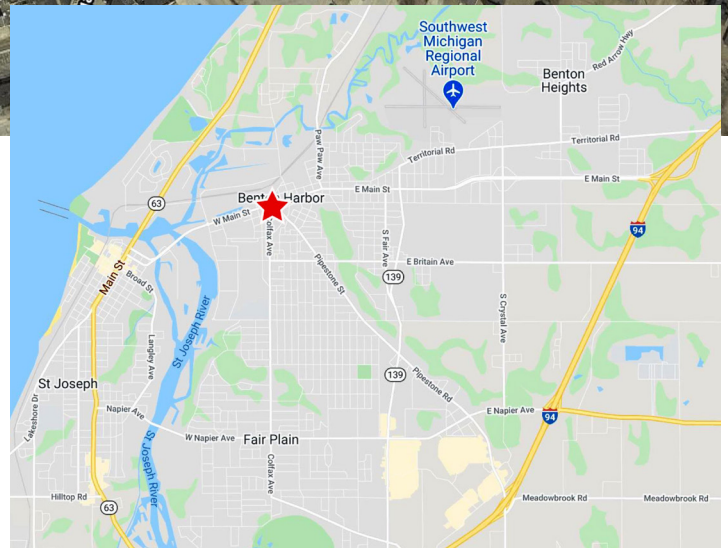 Southwest
Michigan
Regional
Airport
Benton
Heights
Red Arrow Hwy
Paw Paw Ave
Territorial Rd
Territorial Rd
E Main St
E Main St
63
Harbor
W Main St
Colfax Ave
S Fair Ave
94
Main St
Broad St
Pipestone St
E Britain Ave
139
S Crystal Ave
St Joseph River
Langley Ave
St Joseph
139
Pipestone Rd
Lakeshore Dr
Napier Ave
E Napier Ave
94
W Napier Ave
Fair Plain
St Joseph River
Colfax Ave
Hilltop Rd
63
Meadowbrook Rd
Meadowbrook Rd